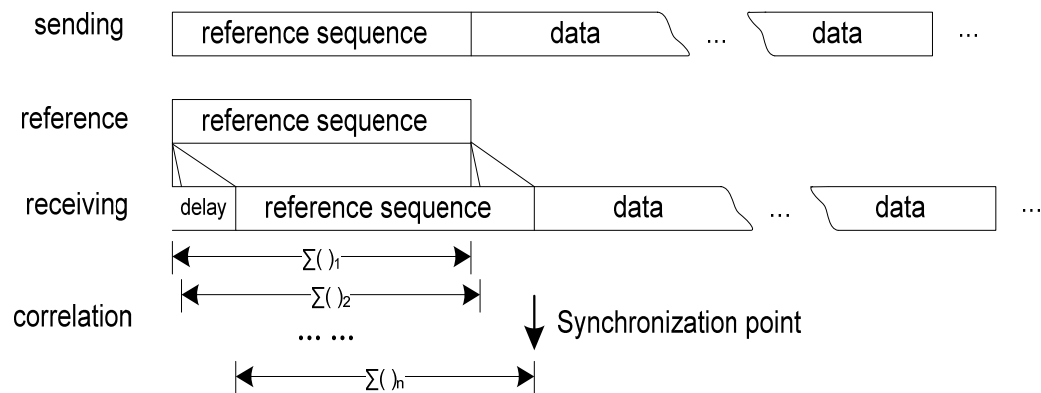 sending reference sequence data ... data ...
reference reference sequence
receiving delay reference sequence data ... data ...
∑( )₁
∑( )₂
correlation ... ... Synchronization point
∑( )ₙ